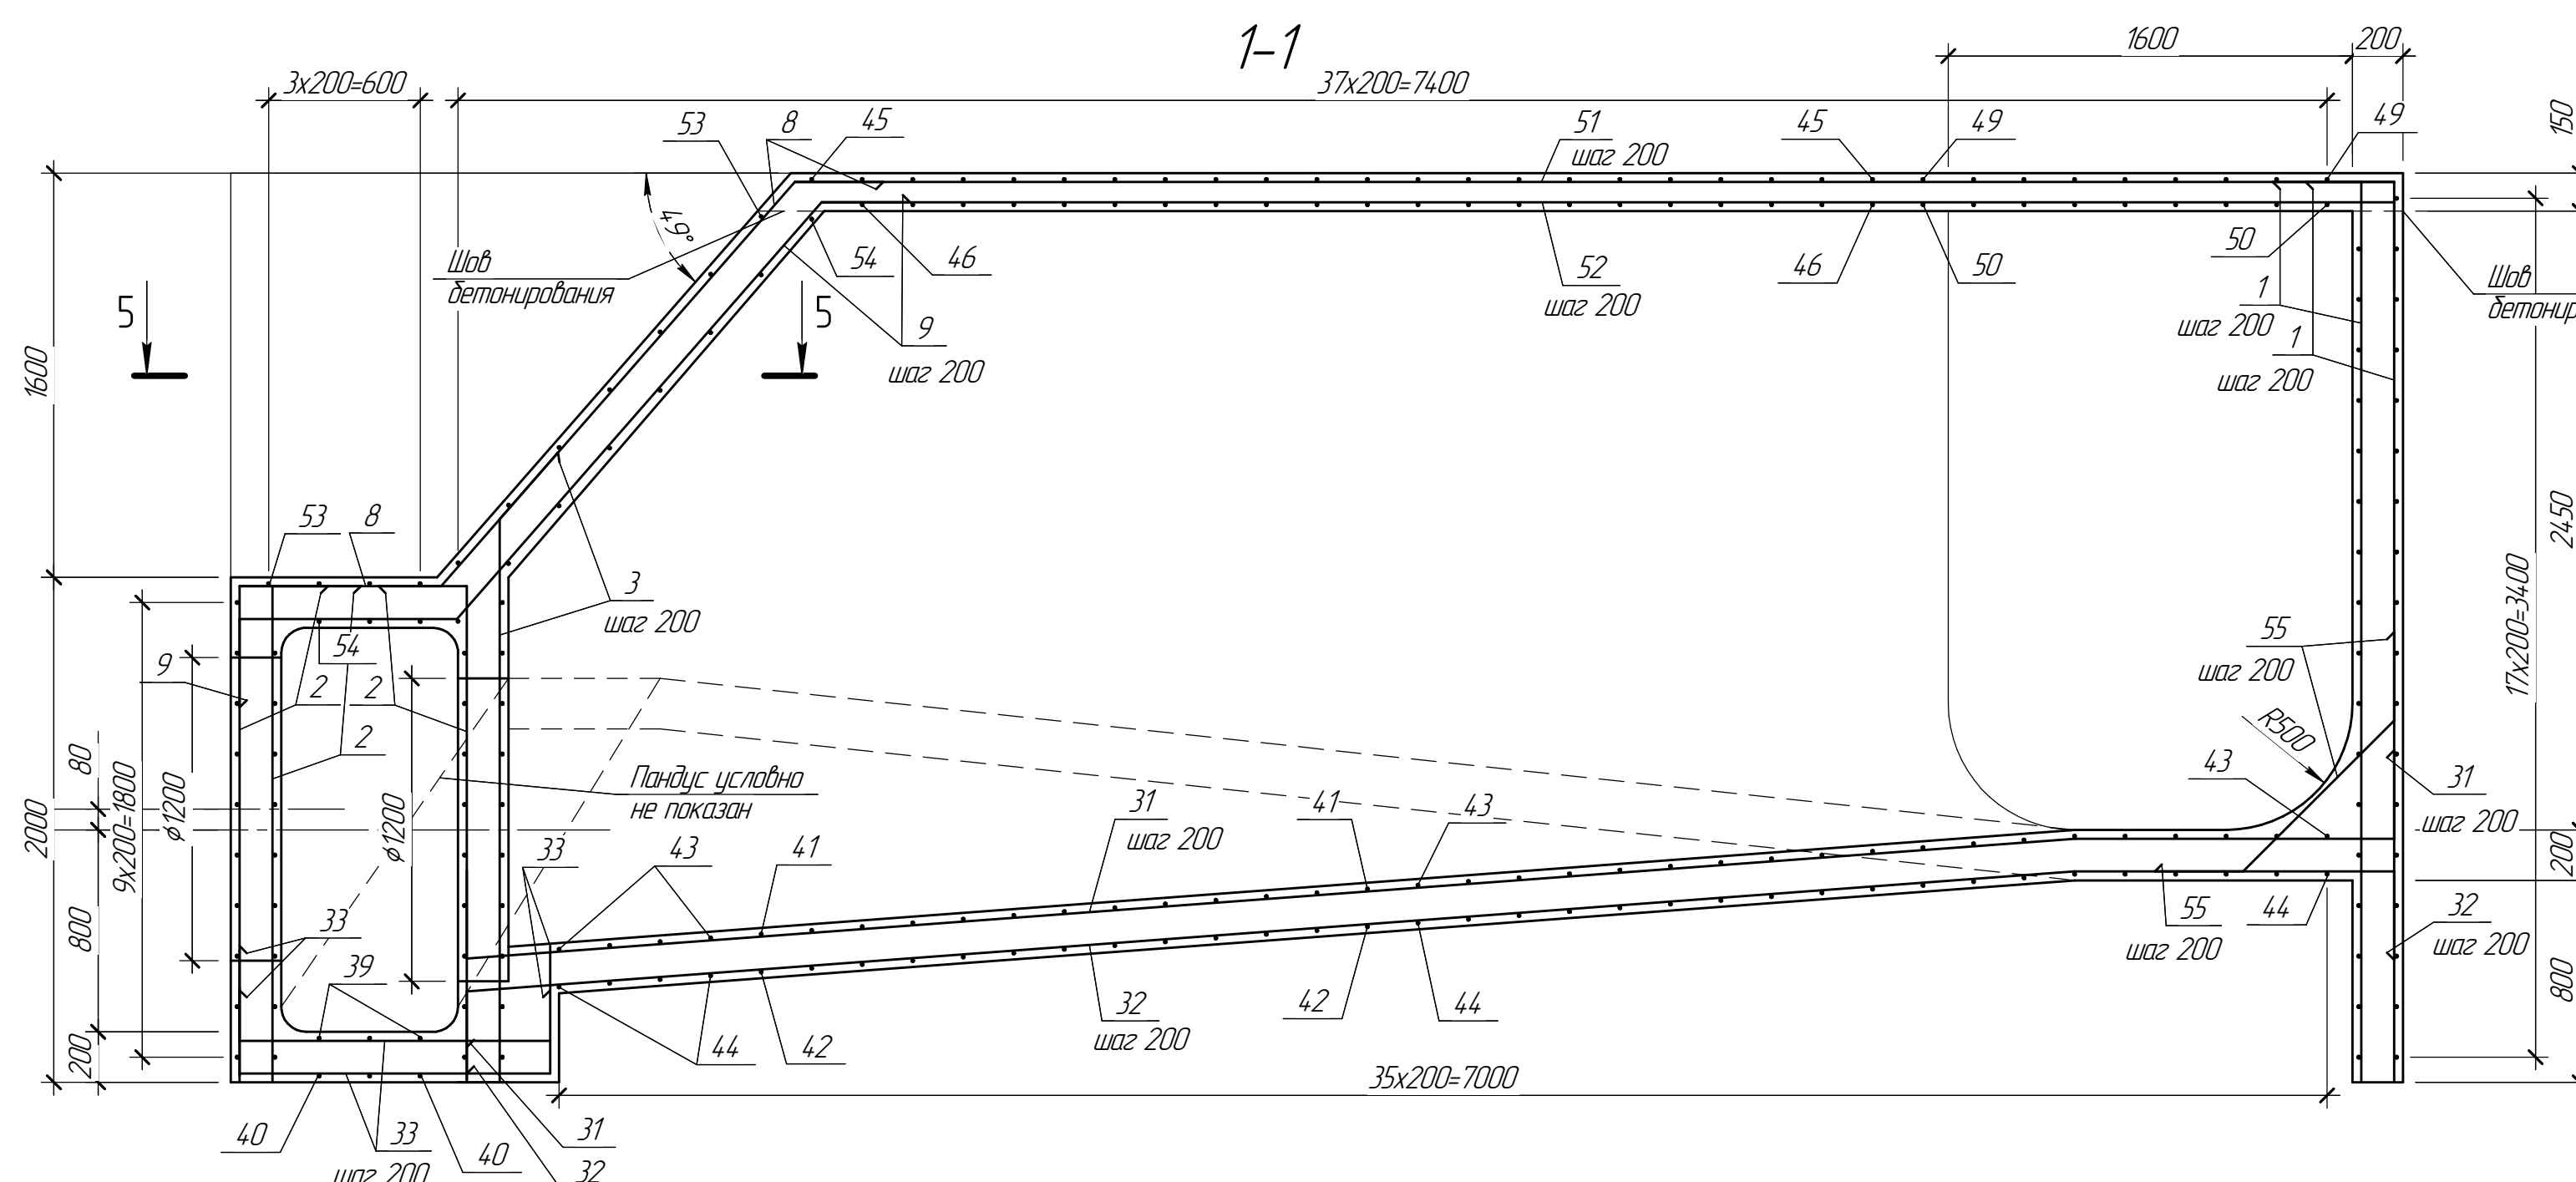 1-1
1600
200
3x200=600
37x200=7400
150
53
8
45
51
шаг 200
45
49
49
49°
Шов
бетонирования
54
46
52
шаг 200
46
50
50
1
шаг 200
1
шаг 200
Шов
5
5
9
шаг 200
1600
2450
53
8
3
шаг 200
54
9
2
2
2
55
шаг 200
17x200=3400
R500
80
2000
9x200=1800
ф1200
ф1200
Пандус условно
не показан
31
шаг 200
41
43
43
31
шаг 200
33
43
41
800
33
39
200
55
шаг 200
44
32
шаг 200
32
шаг 200
42
44
44
42
800
200
35x200=7000
40
33
шаг 200
40
31
32